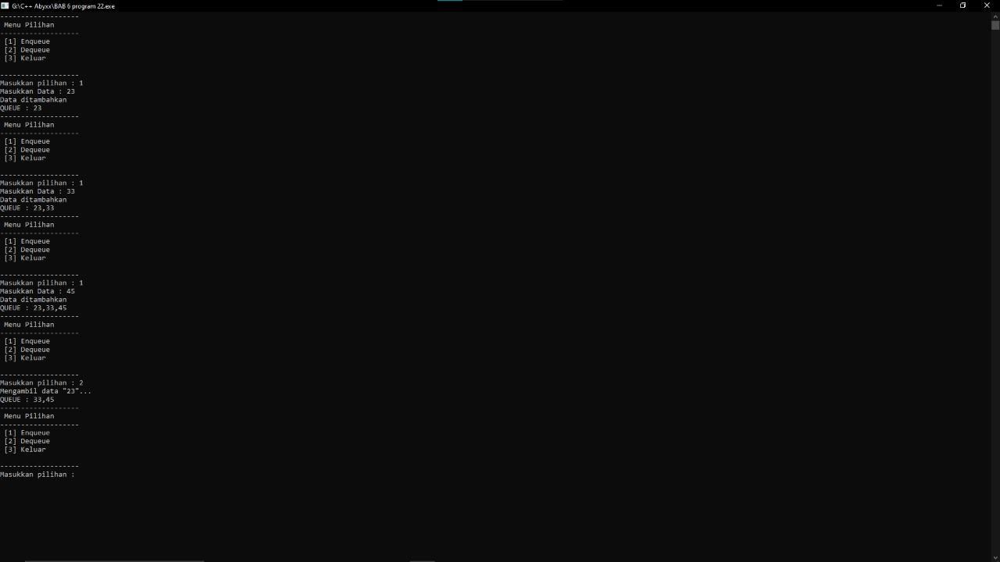 G:\C++ Abyxx\BAB 6 program 22.exe
-------------------
Menu Pilihan
-------------------
[1] Enqueue
[2] Dequeue
[3] Keluar
-------------------
Masukkan pilihan : 1
Masukkan Data : 23
Data ditambahkan
QUEUE : 23
-------------------
Menu Pilihan
-------------------
[1] Enqueue
[2] Dequeue
[3] Keluar
-------------------
Masukkan pilihan : 1
Masukkan Data : 33
Data ditambahkan
QUEUE : 23,33
-------------------
Menu Pilihan
-------------------
[1] Enqueue
[2] Dequeue
[3] Keluar
-------------------
Masukkan pilihan : 1
Masukkan Data : 45
Data ditambahkan
QUEUE : 23,33,45
-------------------
Menu Pilihan
-------------------
[1] Enqueue
[2] Dequeue
[3] Keluar
-------------------
Masukkan pilihan : 2
Mengambil data "23"...
QUEUE : 33,45
-------------------
Menu Pilihan
-------------------
[1] Enqueue
[2] Dequeue
[3] Keluar
-------------------
Masukkan pilihan :